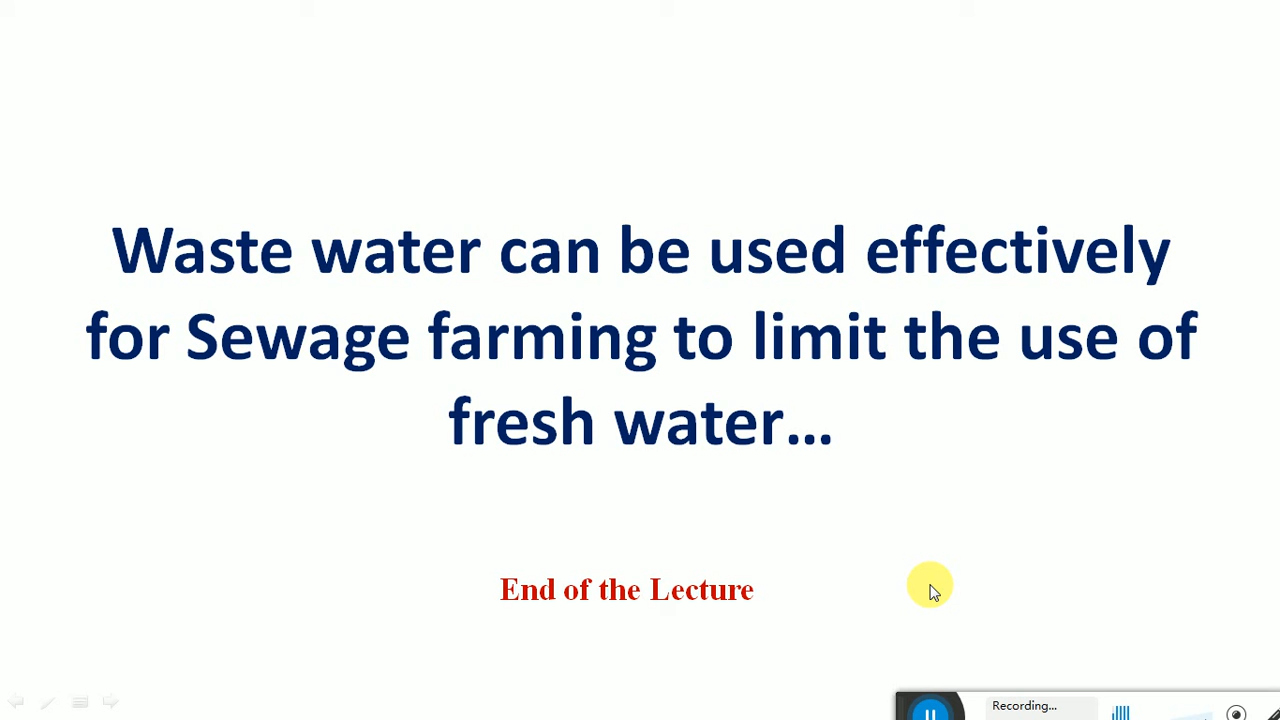 Waste water can be used effectively
for Sewage farming to limit the use of
fresh water...
End of the Lecture
Recording...